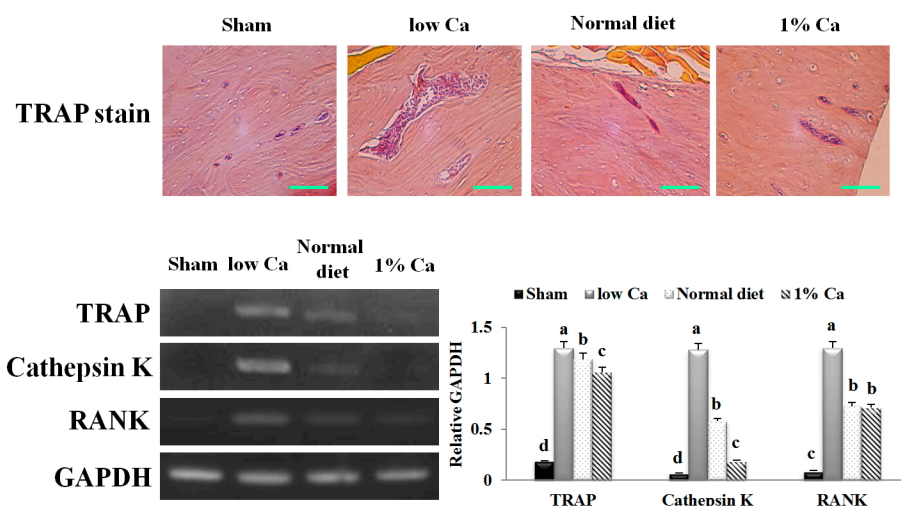 Sham low Ca Normal diet 1% Ca
TRAP stain
Sham low Ca Normal diet 1% Ca
TRAP
Cathepsin K
RANK
GAPDH
Sham low Ca Normal diet 1% Ca
Relative GAPDH
1.5
1
0.5
0
d a b c
d a b c
c a b b
TRAP Cathepsin K RANK